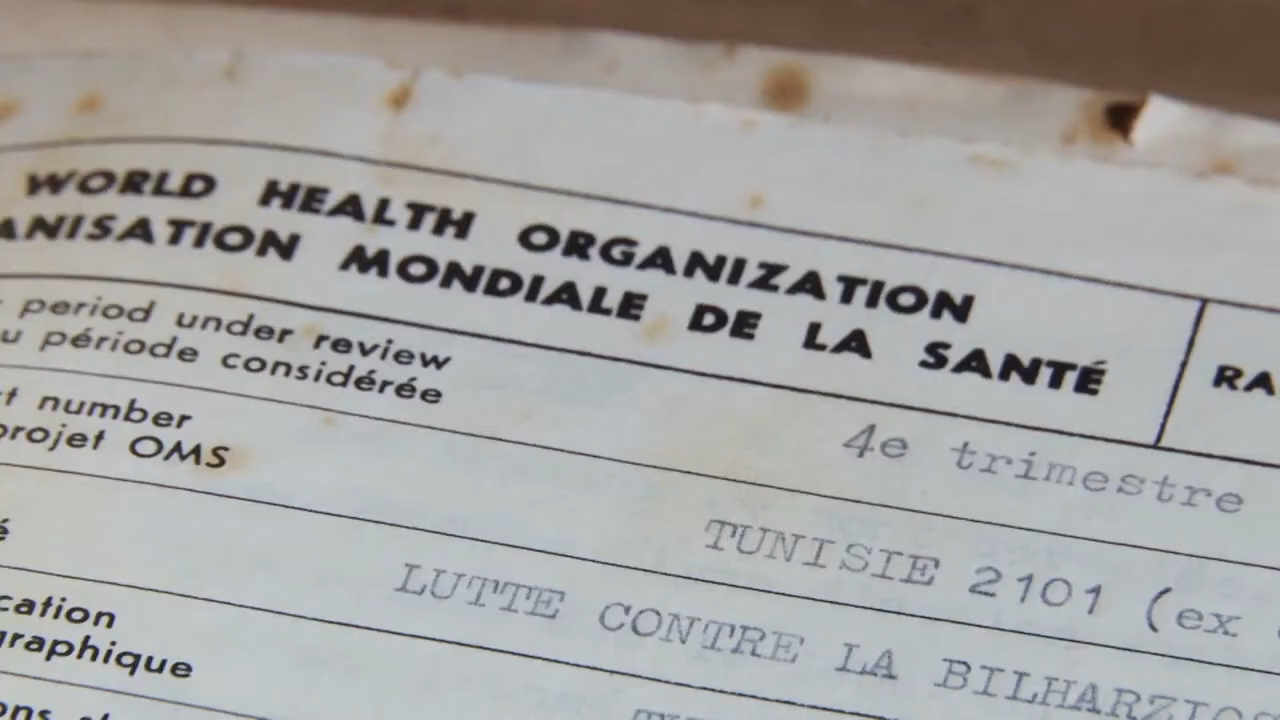 WORLD HEALTH ORGANIZATION
ANISATION MONDIALE DE LA SANTÉ
RA
period under review
u période considérée
4e trimestre
t number
projet OMS
TUNISIE 2101 (ex
é
LUTTE CONTRE LA BILHARZIOS
cation
graphique